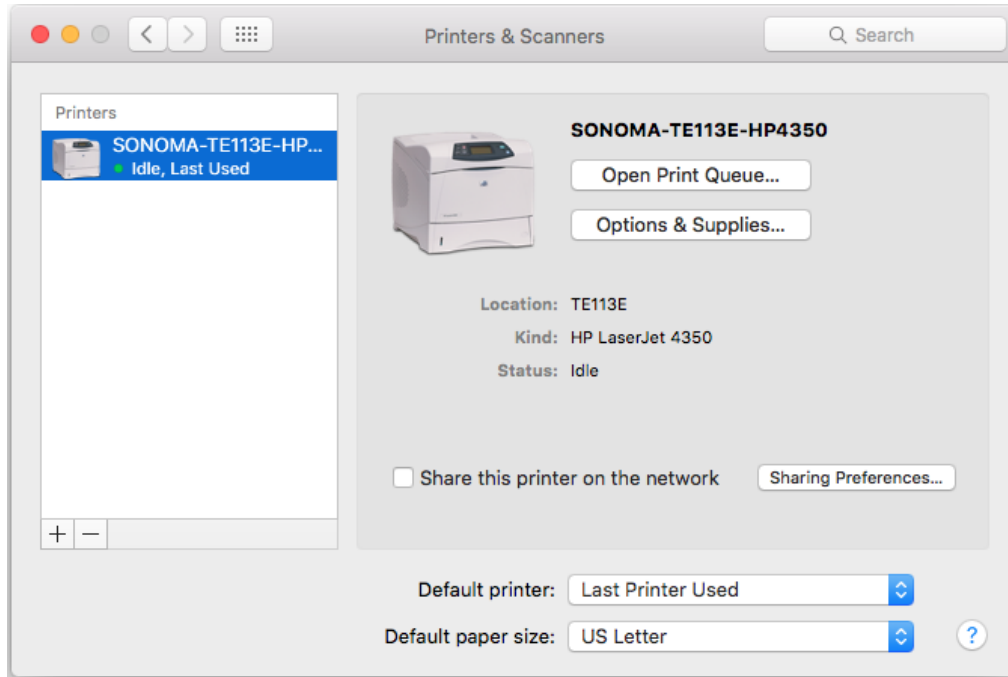 Printers & Scanners
Search
Printers
SONOMA-TE113E-HP...
Idle, Last Used
+ −
SONOMA-TE113E-HP4350
Open Print Queue...
Options & Supplies...
Location: TE113E
Kind: HP LaserJet 4350
Status: Idle
Share this printer on the network Sharing Preferences...
Default printer: Last Printer Used
Default paper size: US Letter ?